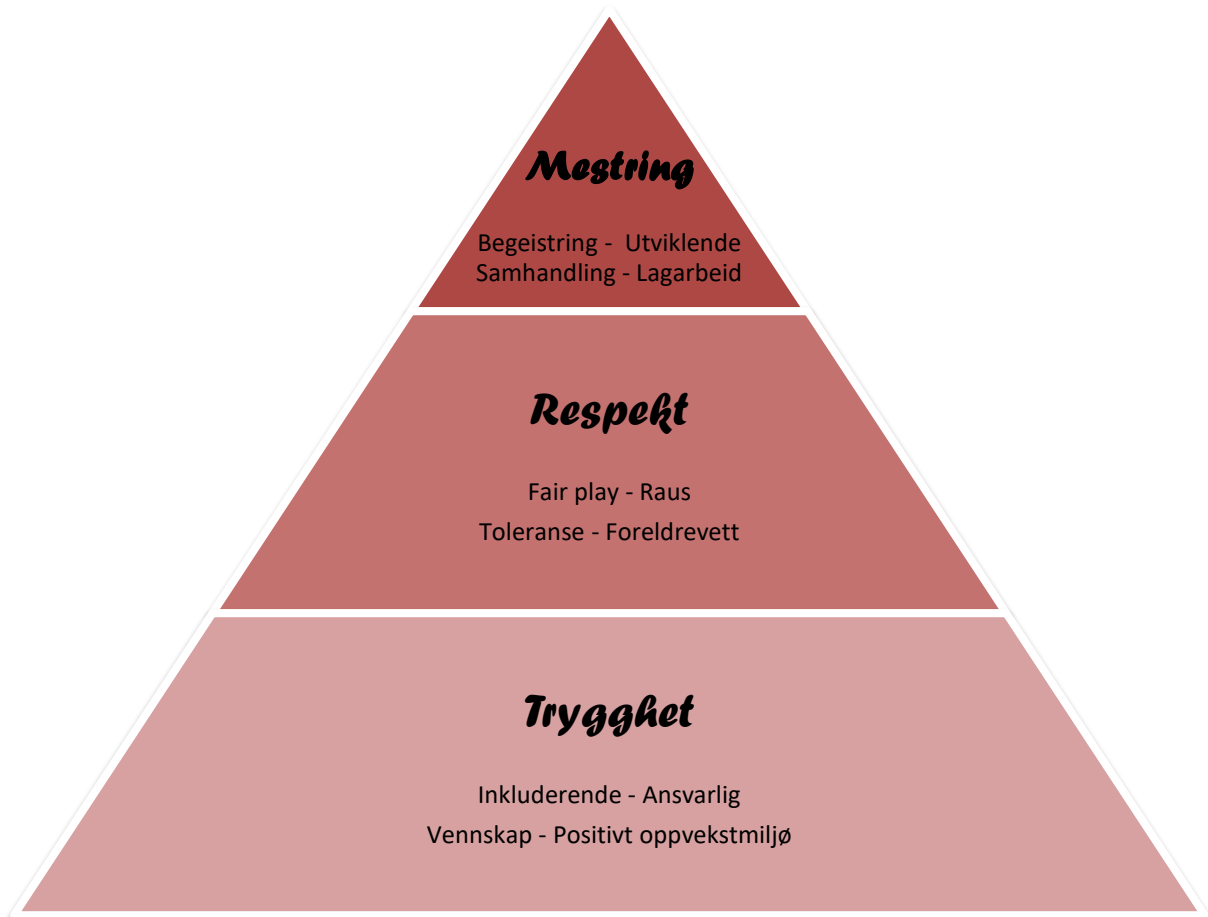 Mestring
Begeistring -  Utviklende
Samhandling - Lagarbeid
Respekt
Fair play - Raus
Toleranse - Foreldrevett
Trygghet
Inkluderende - Ansvarlig
Vennskap - Positivt oppvekstmiljø